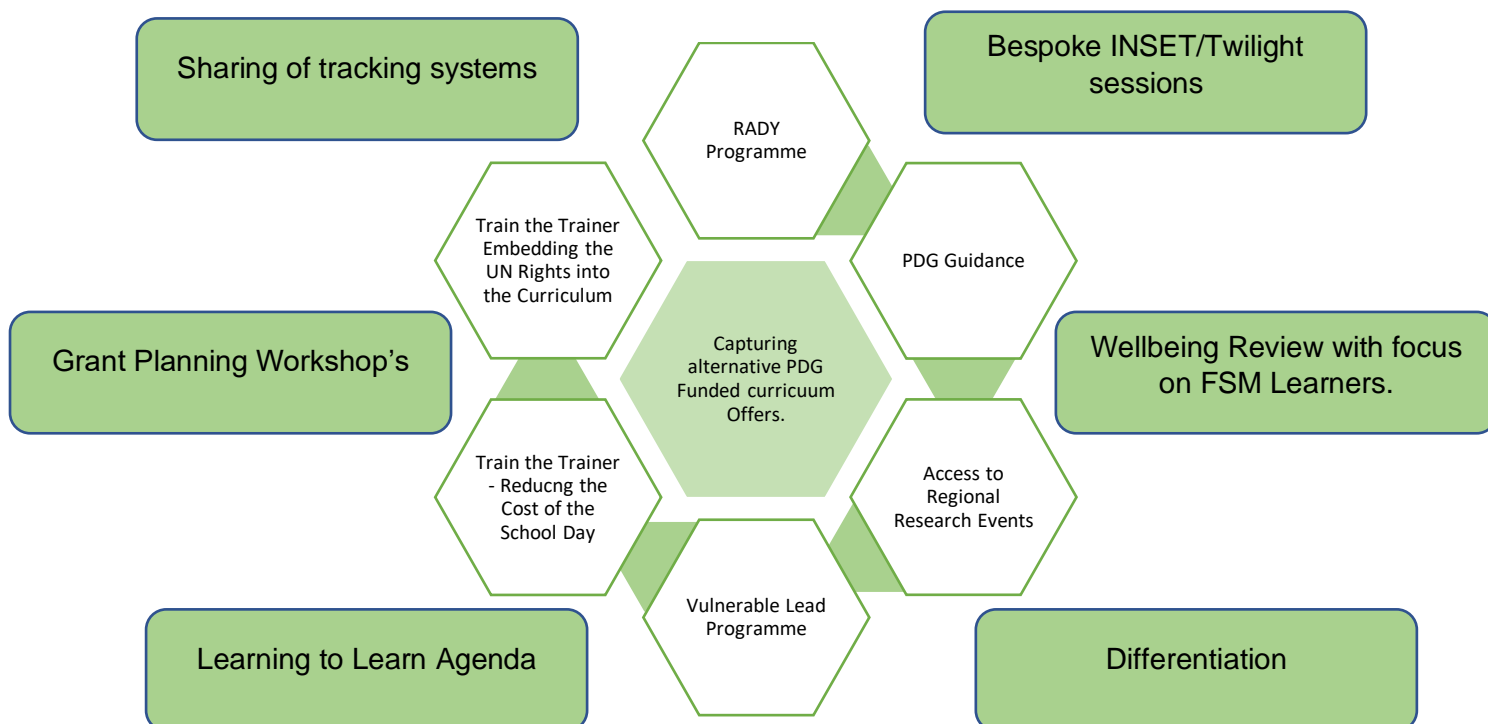 Sharing of tracking systems
Bespoke INSET/Twilight
sessions
RADY
Programme
Train the Trainer
Embedding the
UN Rights into
the Curriculum
PDG Guidance
Grant Planning Workshop’s
Capturing
alternative PDG
Funded curricuum
Offers.
Wellbeing Review with focus
on FSM Learners.
Train the Trainer
- Reducng the
Cost of the
School Day
Access to
Regional
Research Events
Vulnerable Lead
Programme
Learning to Learn Agenda
Differentiation